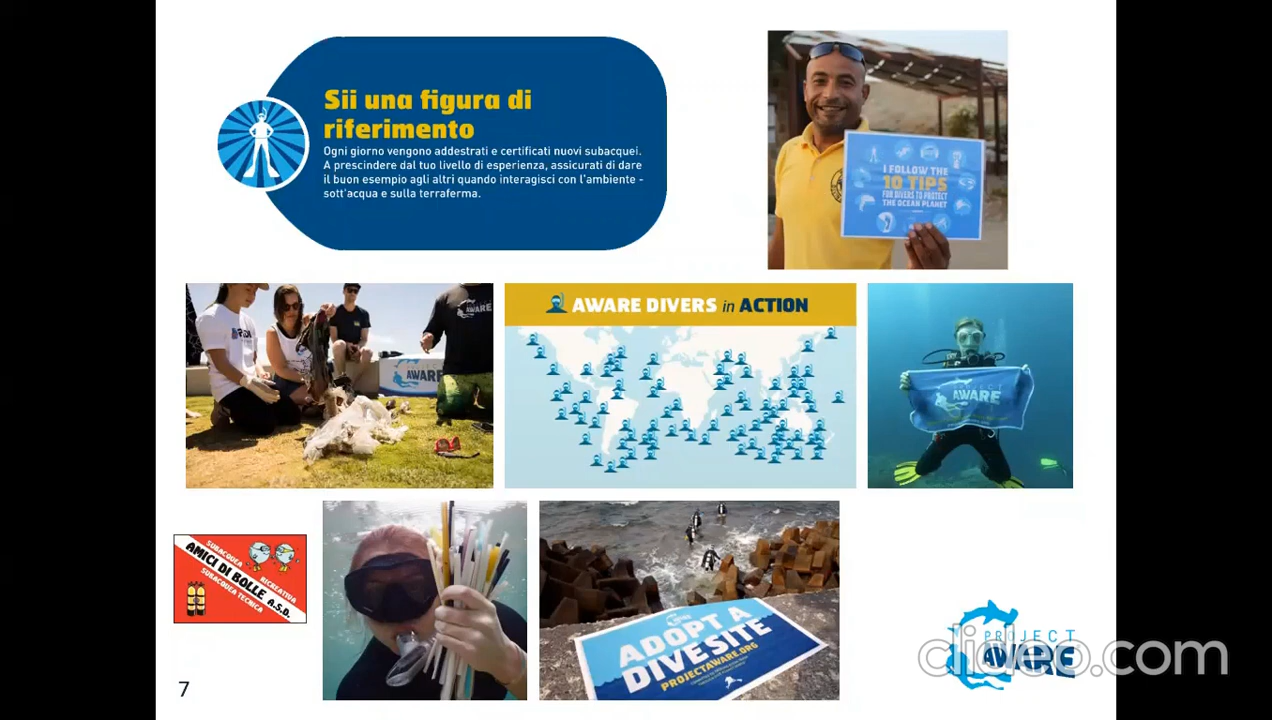 Sii una figura di
riferimento
Ogni giorno vengono addestrati e certificati nuovi subacquei.
A prescindere dal tuo livello di esperienza, assicurati di dare
il buon esempio agli altri quando interagisci con l'ambiente -
sott'acqua e sulla terraferma.
I FOLLOW THE
10 TIPS
FOR DIVERS TO PROTECT
THE OCEAN PLANET
AWARE
PROJECT
AWARE
AWARE DIVERS in ACTION
PROJECT
AWARE
SUBACQUEA
RICREATIVA
AMICI DI BOLLE A.S.D.
SUBACQUEA TECNICA
ADOPT A
DIVE SITE
PROJECTAWARE.ORG
PROJECT
AWARE
clideo.com
7